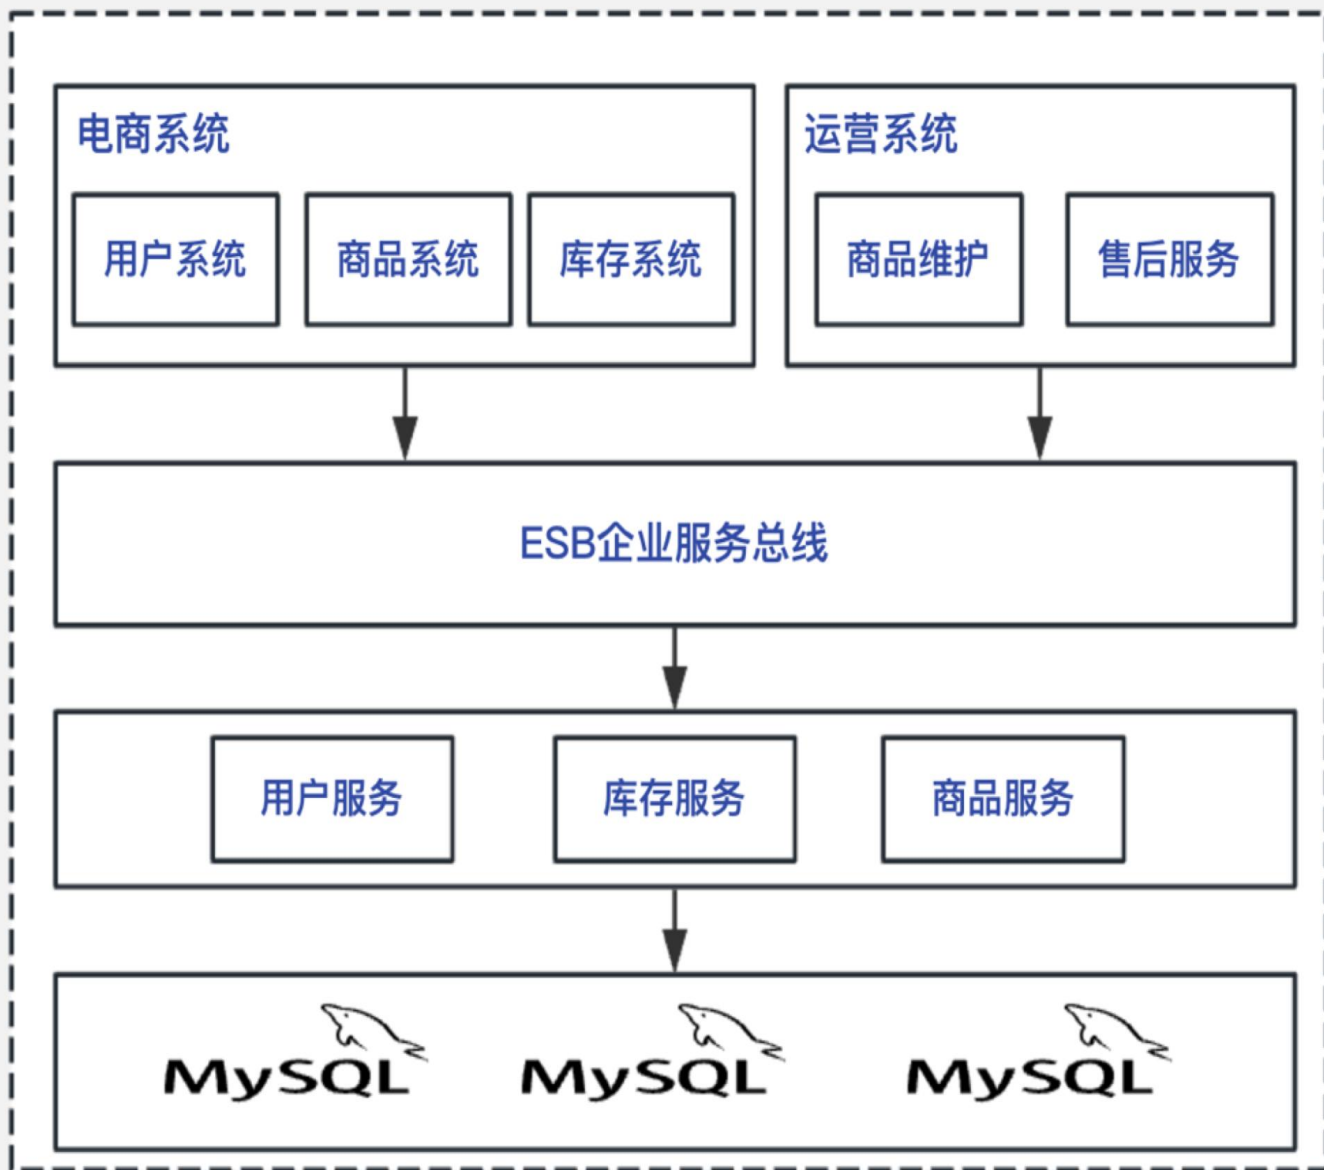 电商系统
运营系统
用户系统 商品系统 库存系统 商品维护 售后服务
ESB企业服务总线
用户服务 库存服务 商品服务
MySQL MySQL MySQL